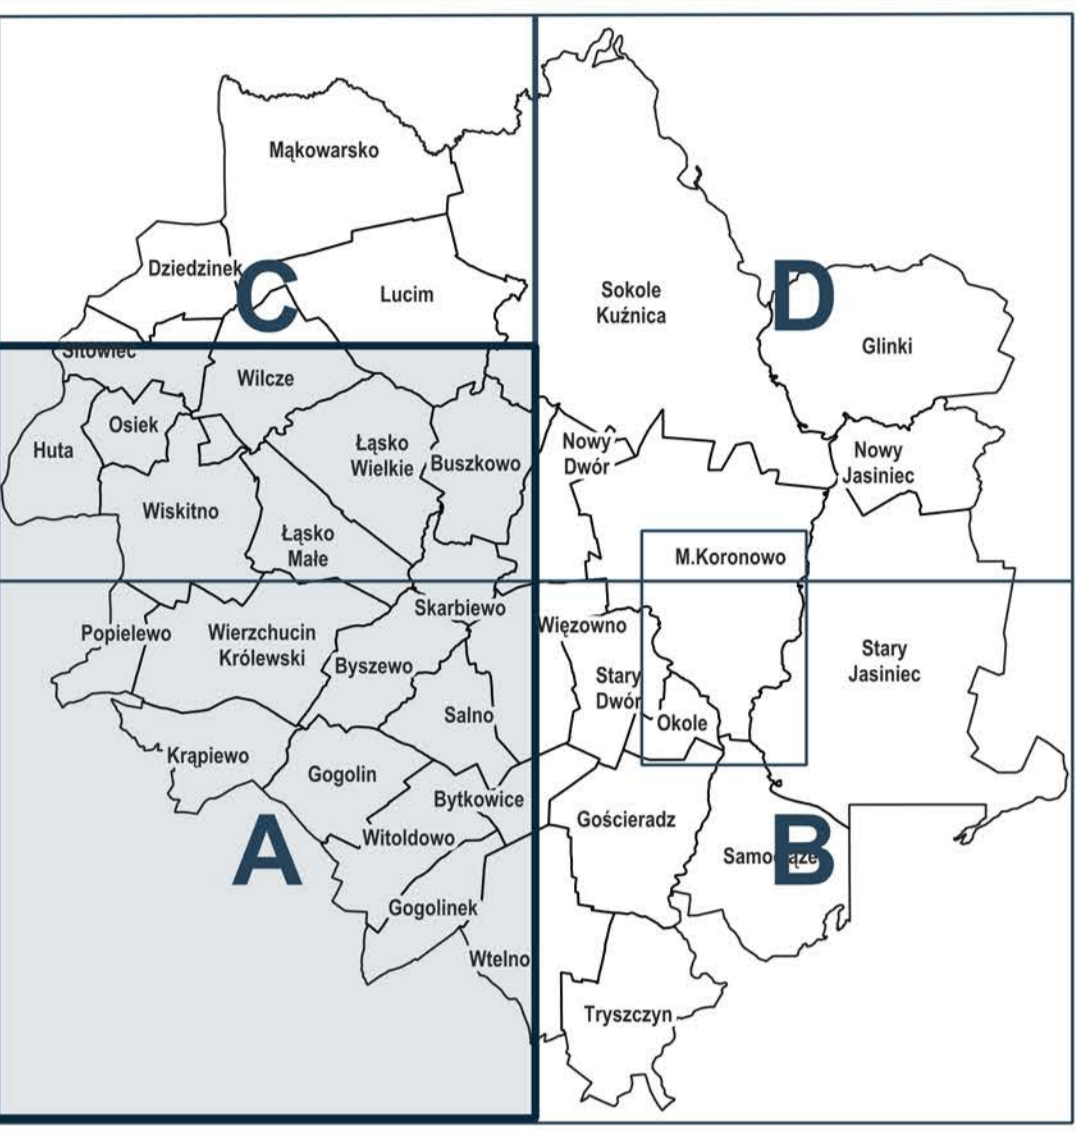 Mąkowarsko
Dziedzinek
C
Lucim
Sokole
Kuźnica
D
Glinki
Sitowiec
Wilcze
Osiek
Huta
Łąsko
Wielkie
Buszkowo
Nowy
Dwór
Nowy
Jasiniec
Wiskitno
Łąsko
Małe
M.Koronowo
Skarbiewo
Popielewo
Wierzchucin
Królewski
Byszewo
Więzowno
Stary
Dwór
Stary
Jasiniec
Salno
Okole
Krąpiewo
Gogolin
Bytkowice
Gościeradz
A
Witoldowo
B
Gogolinek
Wtelno
Tryszczyn